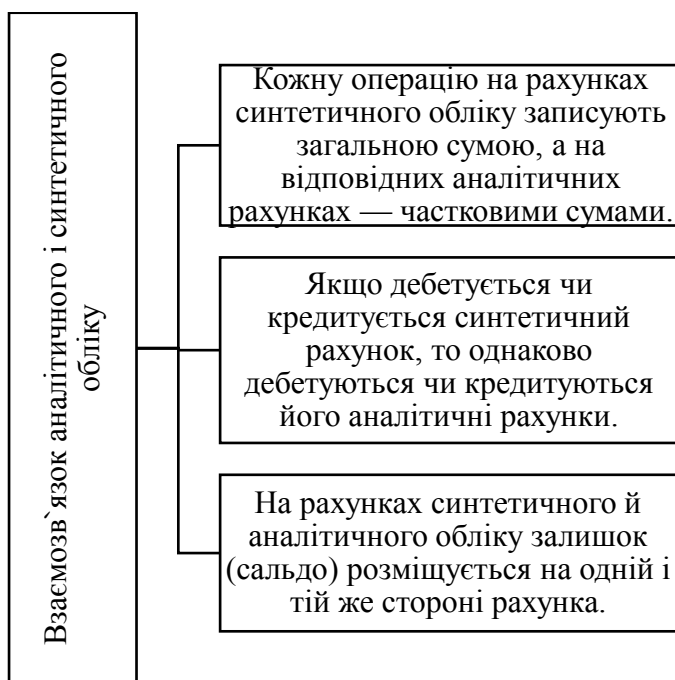 Взаємозв`язок аналітичного і синтетичного
обліку
Кожну операцію на рахунках
синтетичного обліку записують
загальною сумою, а на
відповідних аналітичних
рахунках — частковими сумами.
Якщо дебетується чи
кредитується синтетичний
рахунок, то однаково
дебетуються чи кредитуються
його аналітичні рахунки.
На рахунках синтетичного й
аналітичного обліку залишок
(сальдо) розміщується на одній і
тій же стороні рахунка.